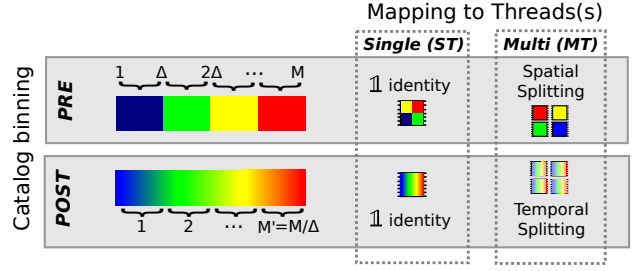 Mapping to Threads(s)
Single (ST)
Multi (MT)
Catalog binning
PRE
1 Δ 2Δ ... M
𝟙 identity
Spatial
Splitting
POST
1 2 ... M'=M/Δ
𝟙 identity
Temporal
Splitting